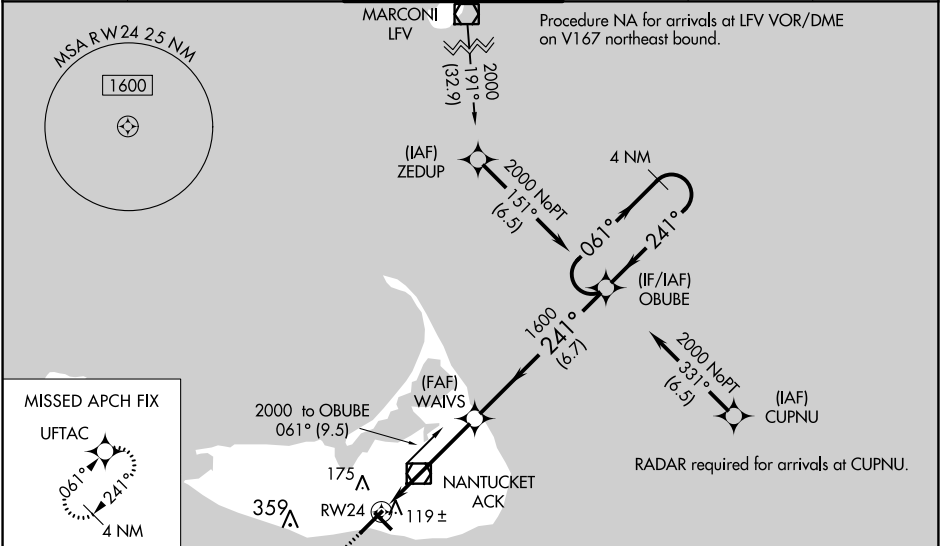 MARCONI
LFV
Procedure NA for arrivals at LFV VOR/DME
on V167 northeast bound.
MSA RW24 25 NM
1600
2000
191°
(32.9)
(IAF)
ZEDUP
2000 NoPT
151°
(6.5)
4 NM
061°
241°
(IF/IAF)
OBUBE
1600
241°
(6.7)
2000 NoPT
331°
(6.5)
(IAF)
CUPNU
RADAR required for arrivals at CUPNU.
(FAF)
WAIVS
2000 to OBUBE
061° (9.5)
NANTUCKET
ACK
175
359
RW24
119 ±
MISSED APCH FIX
UFTAC
061°
241°
4 NM